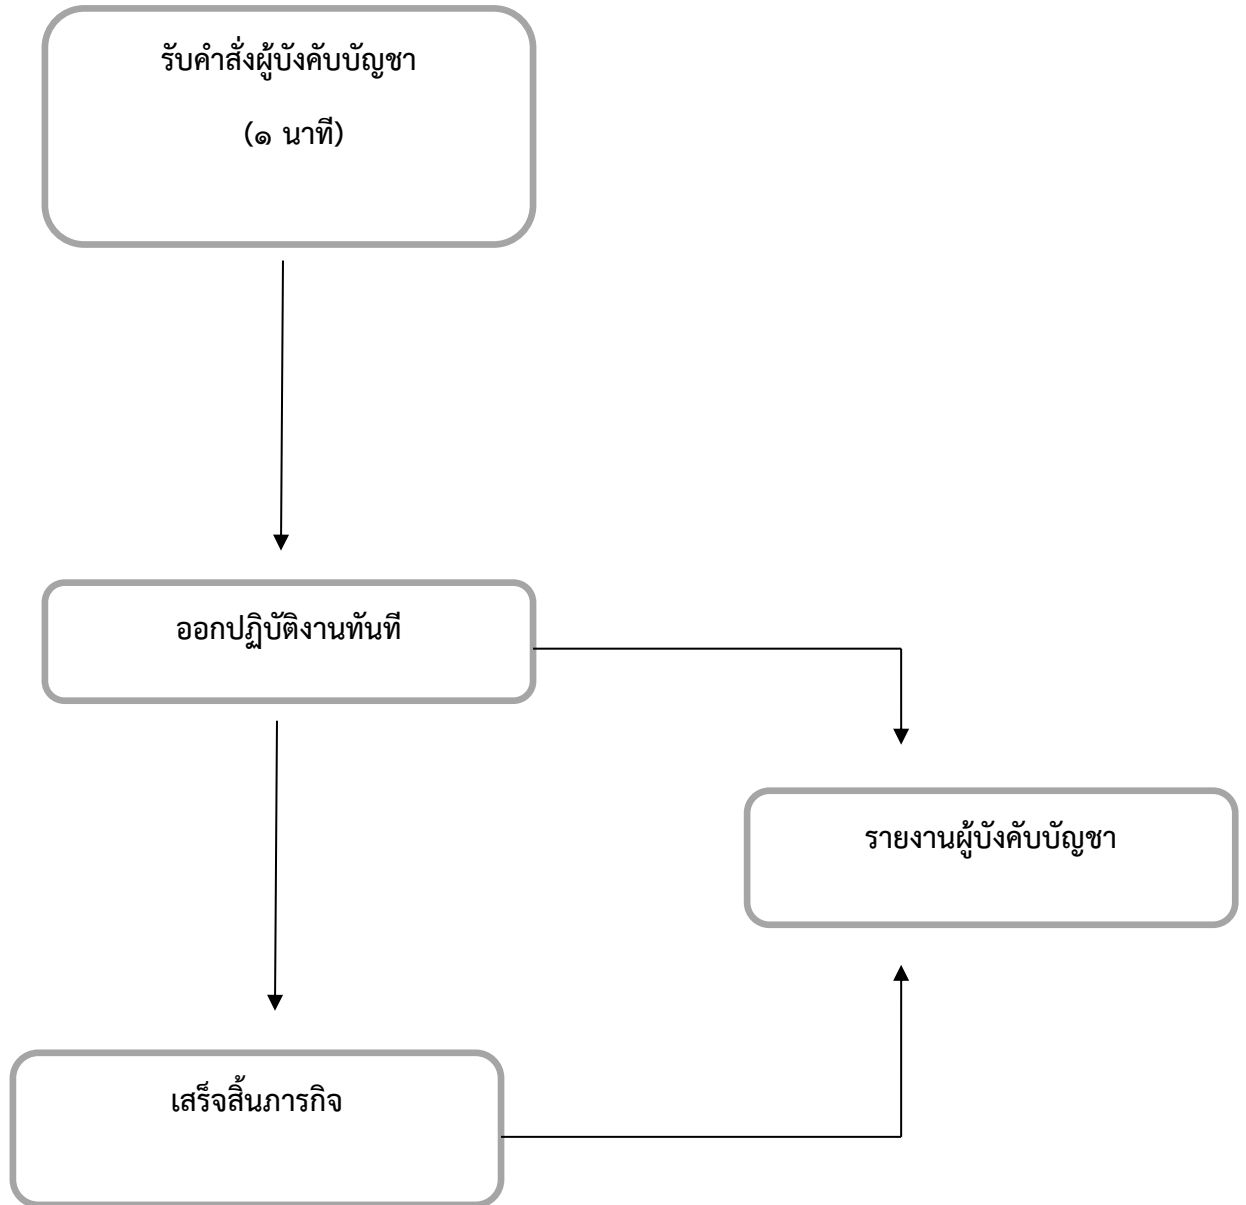 รับคำสั่งผู้บังคับบัญชา
(๑ นาที)
ออกปฏิบัติงานทันที
รายงานผู้บังคับบัญชา
เสร็จสิ้นภารกิจ